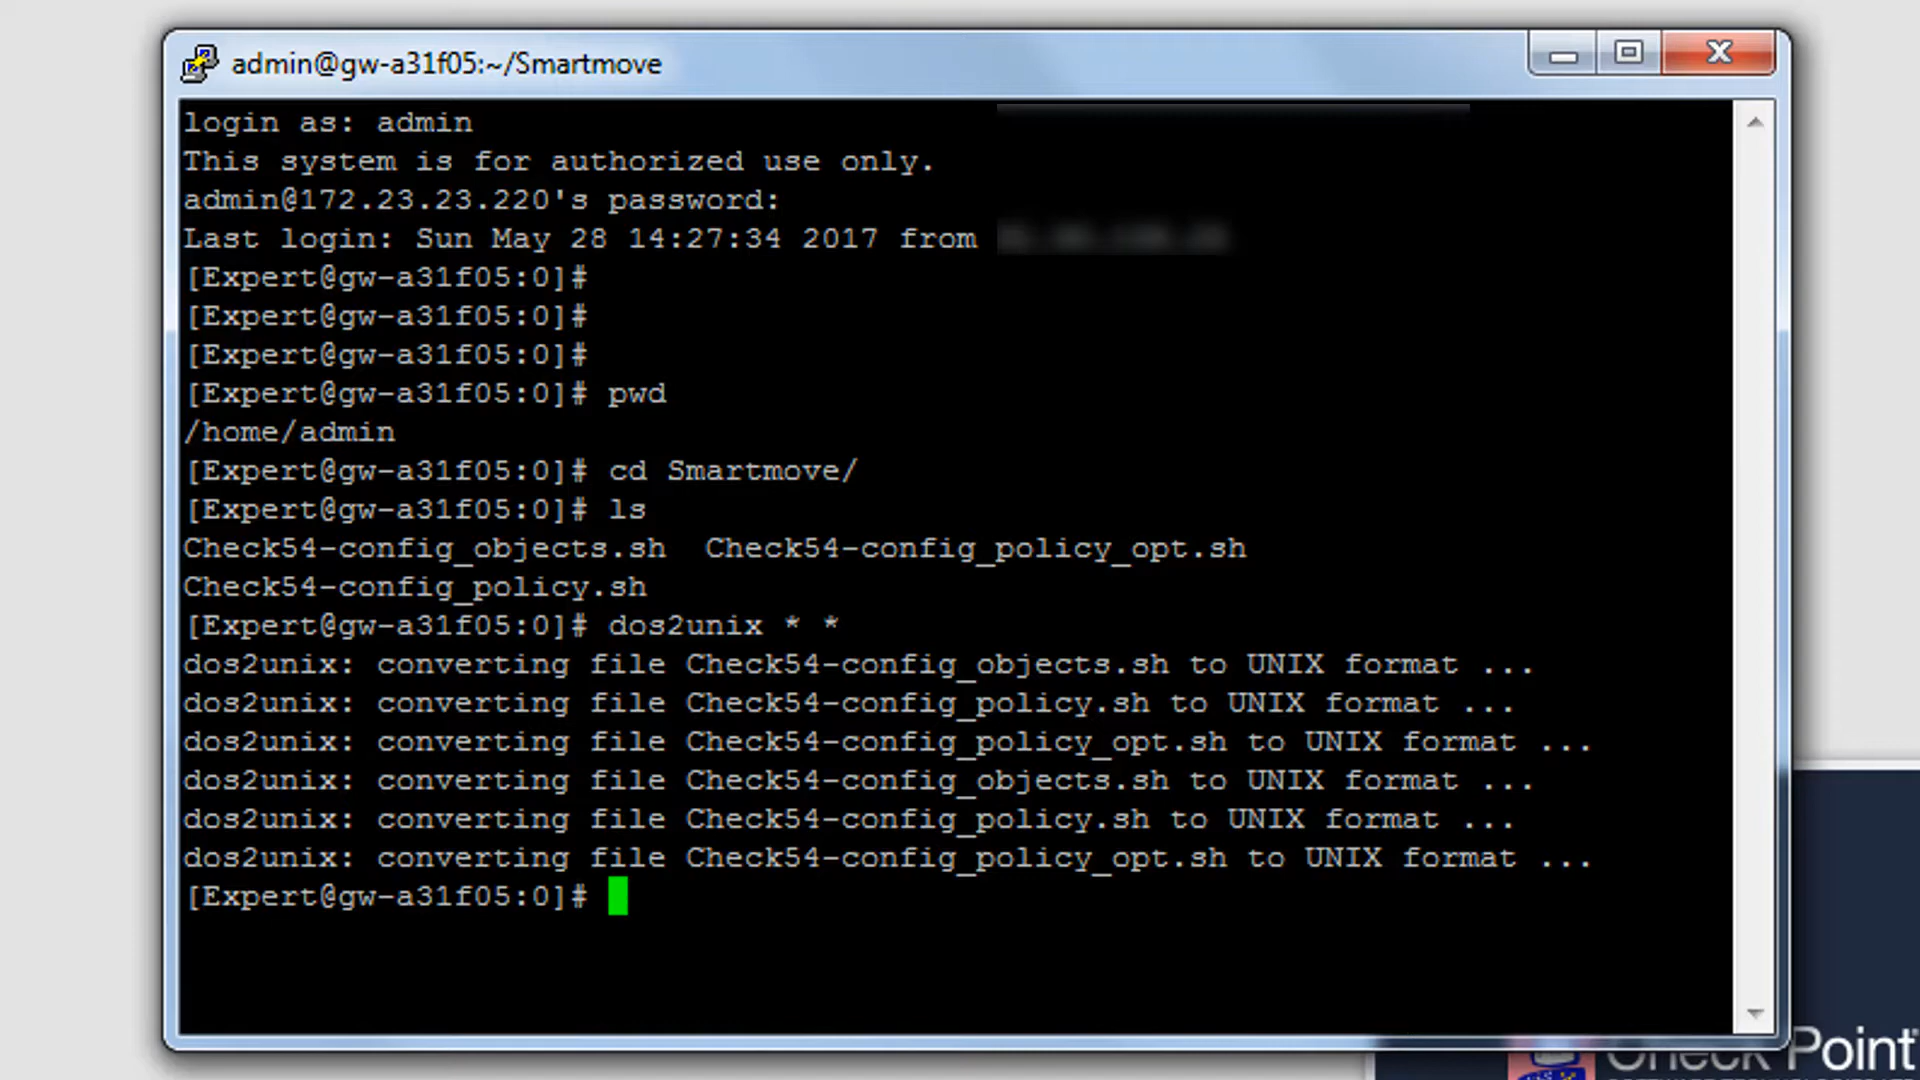 admin@gw-a31f05:~/Smartmove
login as: admin
This system is for authorized use only.
admin@172.23.23.220's password:
Last login: Sun May 28 14:27:34 2017 from
[Expert@gw-a31f05:0]#
[Expert@gw-a31f05:0]#
[Expert@gw-a31f05:0]#
[Expert@gw-a31f05:0]# pwd
/home/admin
[Expert@gw-a31f05:0]# cd Smartmove/
[Expert@gw-a31f05:0]# ls
Check54-config_objects.sh  Check54-config_policy_opt.sh
Check54-config_policy.sh
[Expert@gw-a31f05:0]# dos2unix * *
dos2unix: converting file Check54-config_objects.sh to UNIX format ...
dos2unix: converting file Check54-config_policy.sh to UNIX format ...
dos2unix: converting file Check54-config_policy_opt.sh to UNIX format ...
dos2unix: converting file Check54-config_objects.sh to UNIX format ...
dos2unix: converting file Check54-config_policy.sh to UNIX format ...
dos2unix: converting file Check54-config_policy_opt.sh to UNIX format ...
[Expert@gw-a31f05:0]#
Check Point